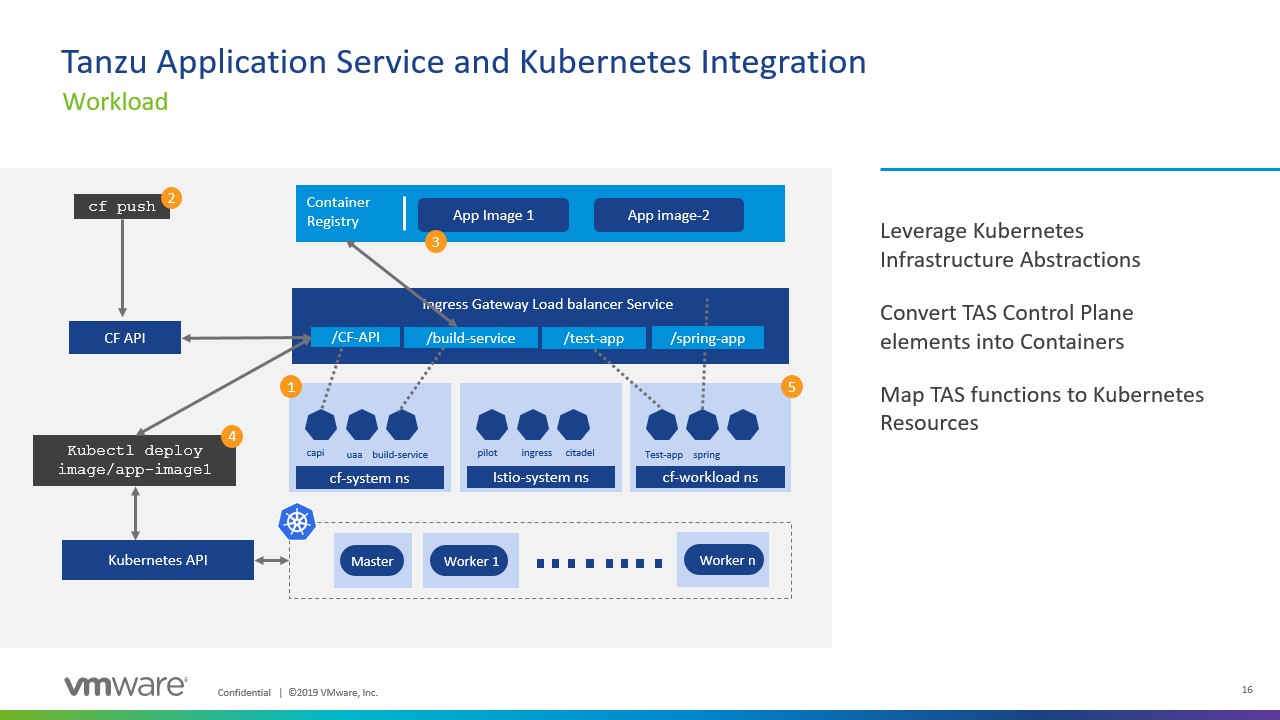 Tanzu Application Service and Kubernetes Integration
Workload
cf push
2
Container
Registry
App Image 1
App image-2
3
Ingress Gateway Load balancer Service
CF API
/CF-API
/build-service
/test-app
/spring-app
1
5
capi
uaa
build-service
cf-system ns
pilot
ingress
citadel
Istio-system ns
Test-app
spring
cf-workload ns
4
Kubectl deploy
image/app-image1
Kubernetes API
Master
Worker 1
Worker n
Leverage Kubernetes
Infrastructure Abstractions
Convert TAS Control Plane
elements into Containers
Map TAS functions to Kubernetes
Resources
vmware®
Confidential | ©2019 VMware, Inc.
16